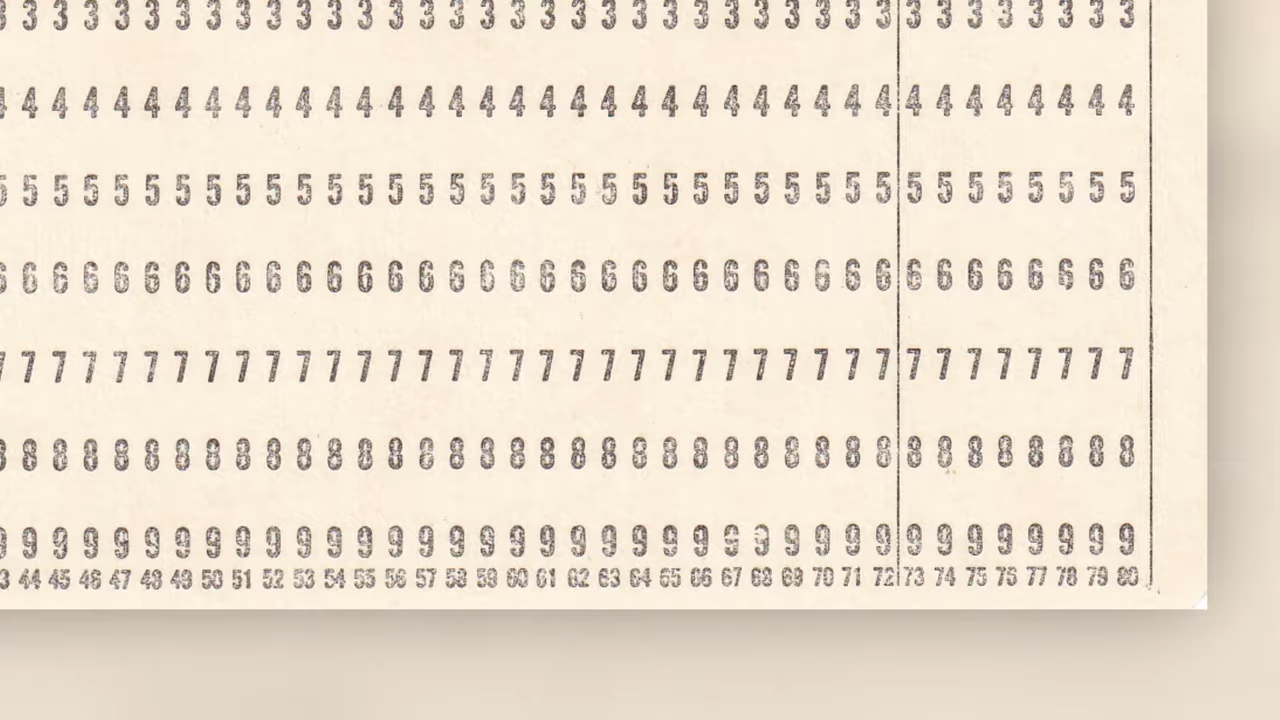 3 3 3 3 3 3 3 3 3 3 3 3 3 3 3 3 3 3 3 3 3 3 3 3 3 3 3 3 3 3 3 3 3 3 3 3 3 3
4 4 4 4 4 4 4 4 4 4 4 4 4 4 4 4 4 4 4 4 4 4 4 4 4 4 4 4 4 4 4 4 4 4 4 4 4 4
5 5 5 5 5 5 5 5 5 5 5 5 5 5 5 5 5 5 5 5 5 5 5 5 5 5 5 5 5 5 5 5 5 5 5 5 5 5
6 6 6 6 6 6 6 6 6 6 6 6 6 6 6 6 6 6 6 6 6 6 6 6 6 6 6 6 6 6 6 6 6 6 6 6 6 6
7 7 7 7 7 7 7 7 7 7 7 7 7 7 7 7 7 7 7 7 7 7 7 7 7 7 7 7 7 7 7 7 7 7 7 7 7 7
8 8 8 8 8 8 8 8 8 8 8 8 8 8 8 8 8 8 8 8 8 8 8 8 8 8 8 8 8 8 8 8 8 8 8 8 8 8
9 9 9 9 9 9 9 9 9 9 9 9 9 9 9 9 9 9 9 9 9 9 9 9 9 9 9 9 9 9 9 9 9 9 9 9 9 9
3 44 45 46 47 48 49 50 51 52 53 54 55 56 57 58 59 60 61 62 63 64 65 66 67 68 69 70 71 72 73 74 75 76 77 78 79 80